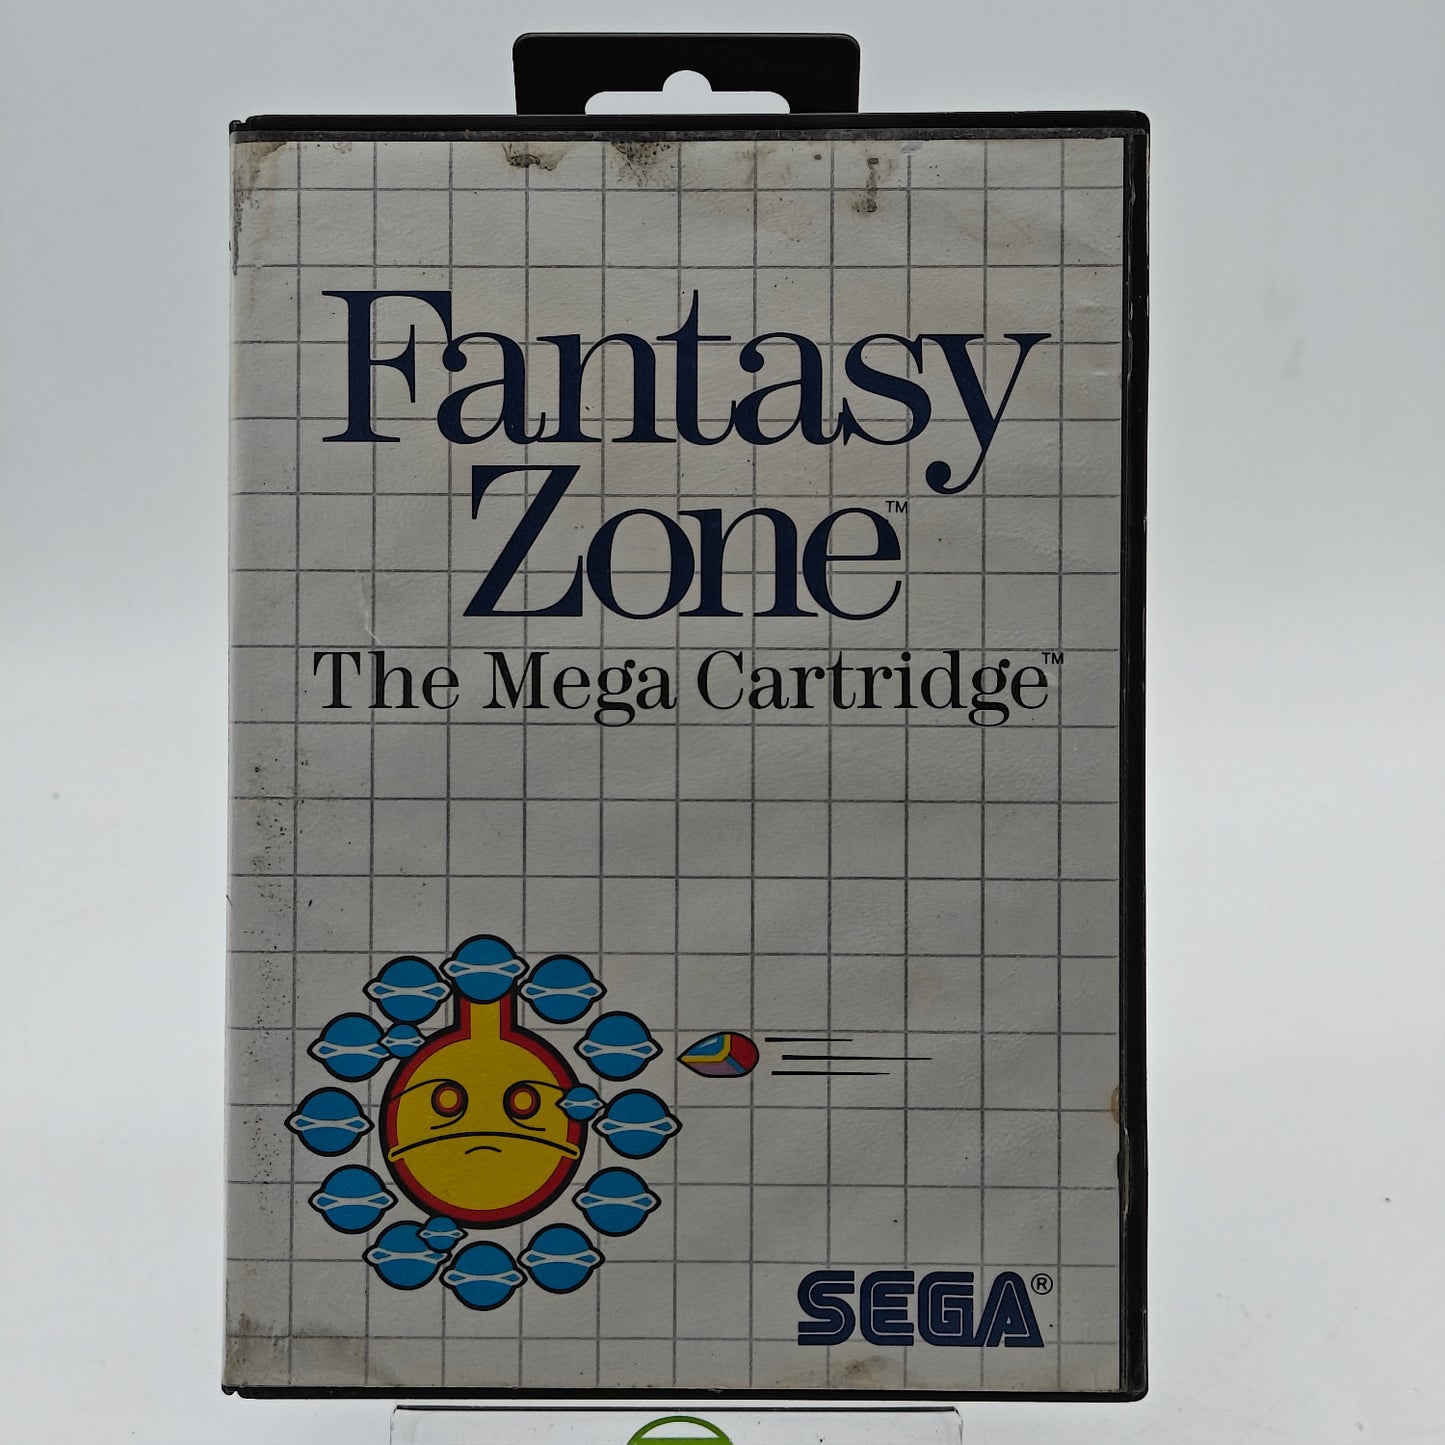 Fantasy
Zone™
The Mega Cartridge™
SEGA®